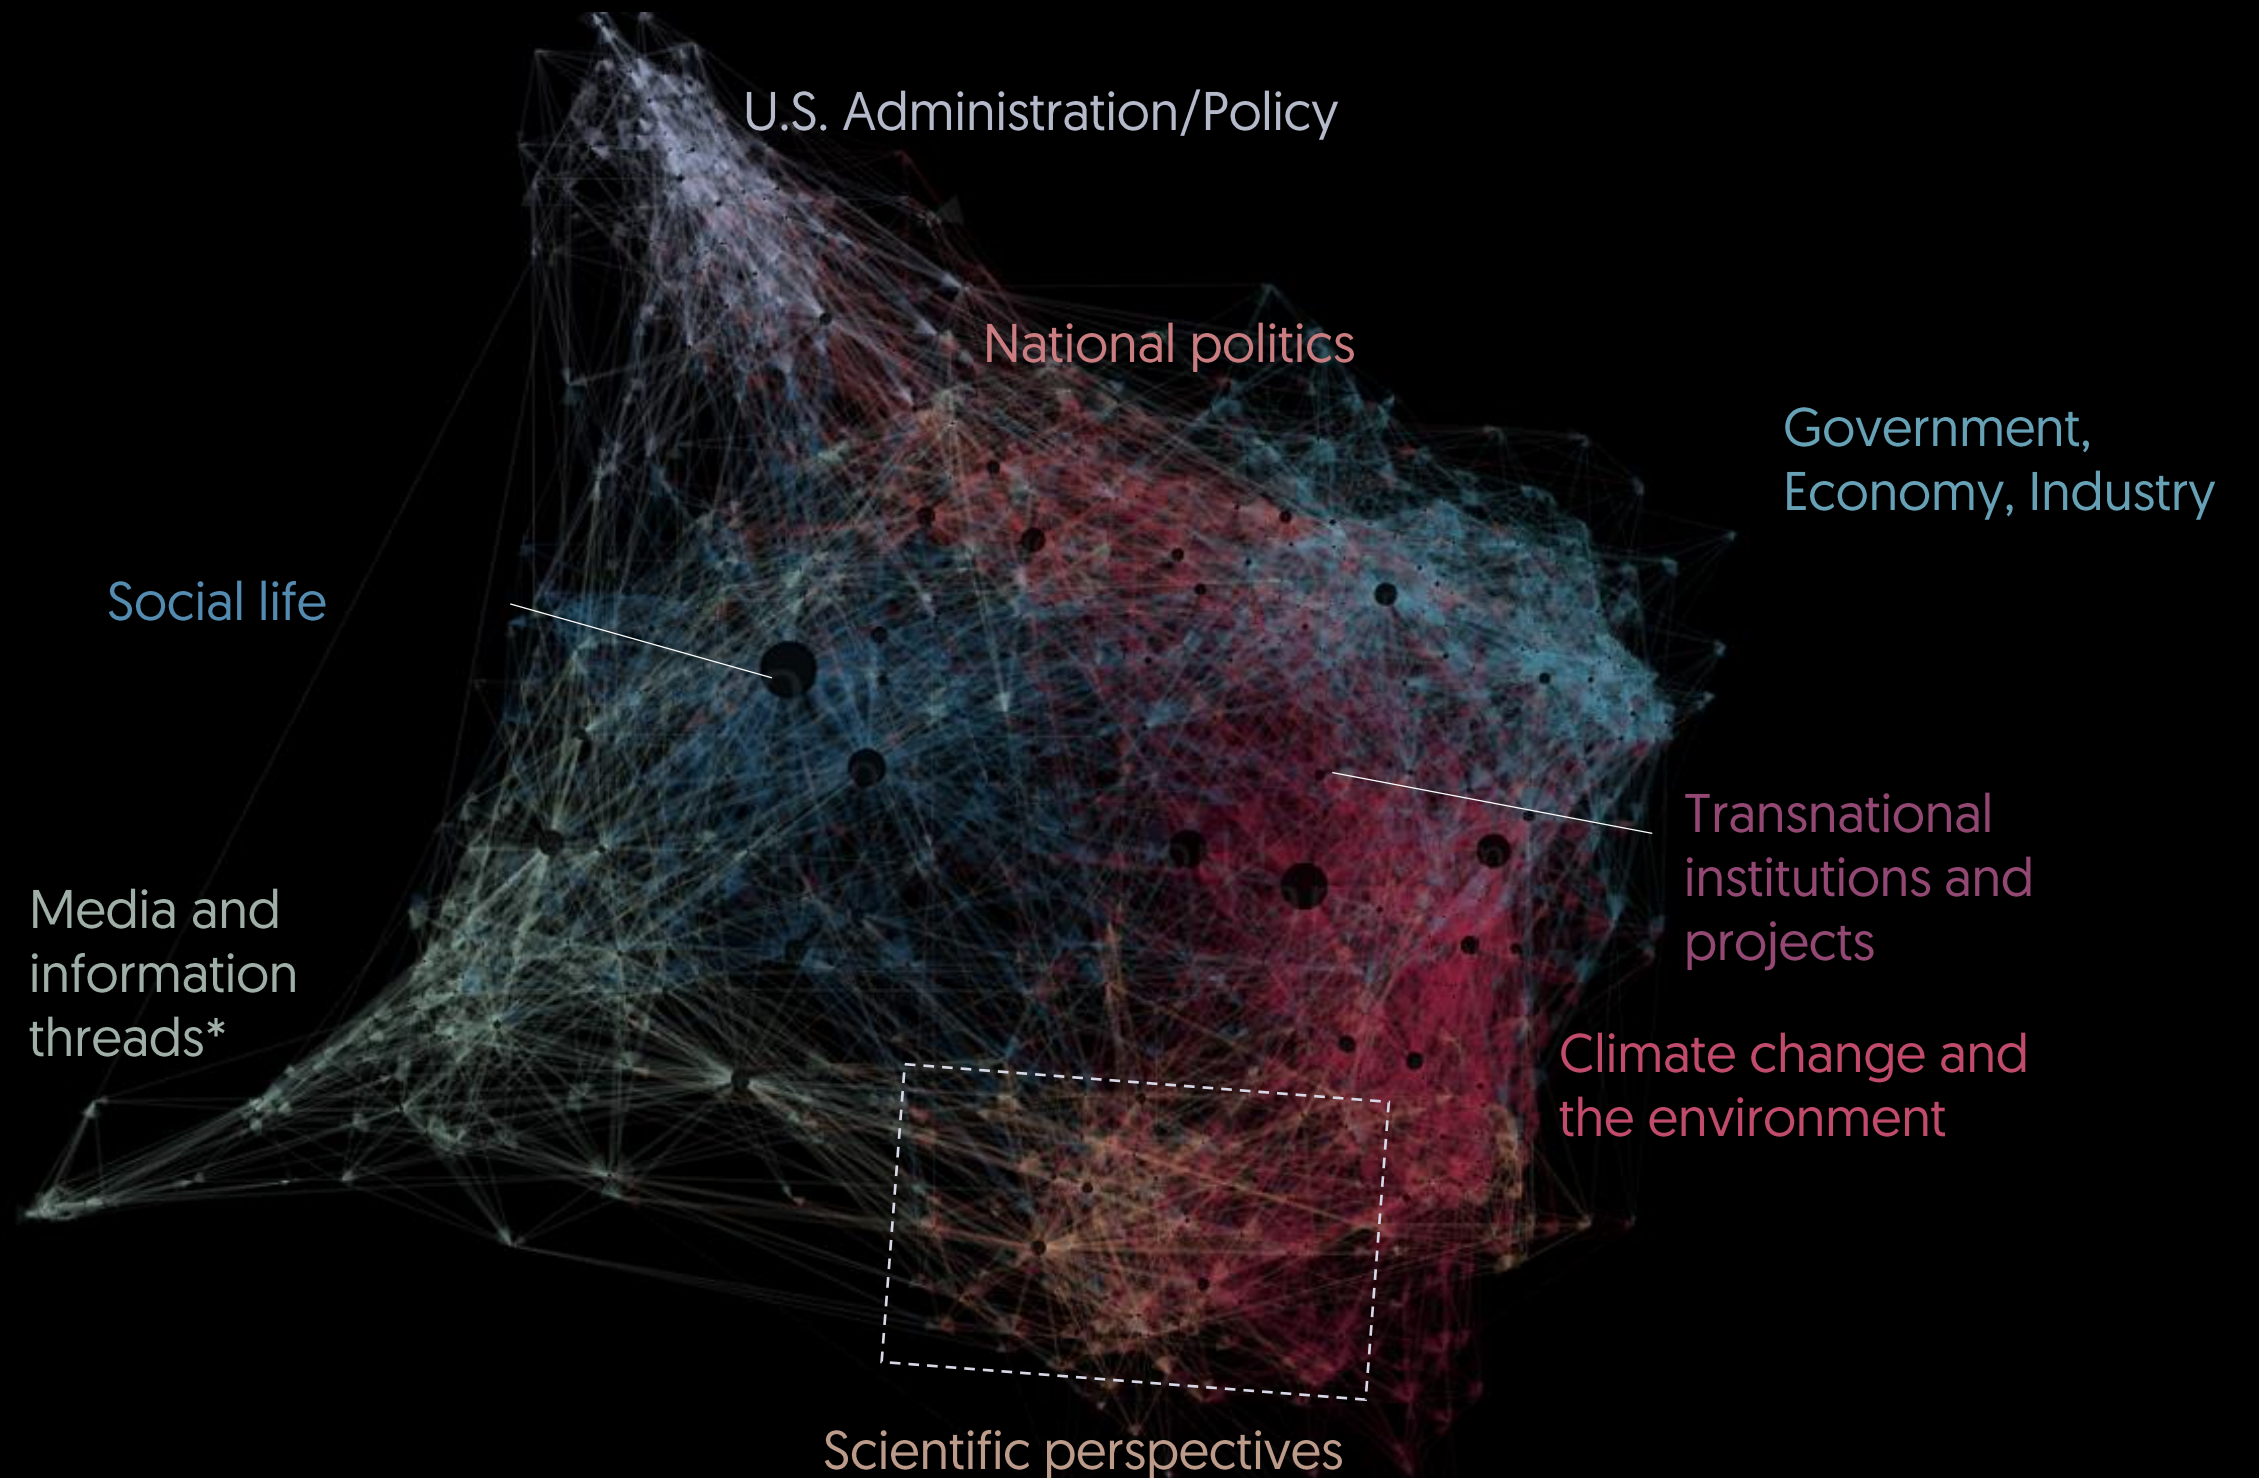 U.S. Administration/Policy
National politics
Government,
Economy, Industry
Social life
Transnational
institutions and
projects
Media and
information
threads*
Climate change and
the environment
Scientific perspectives